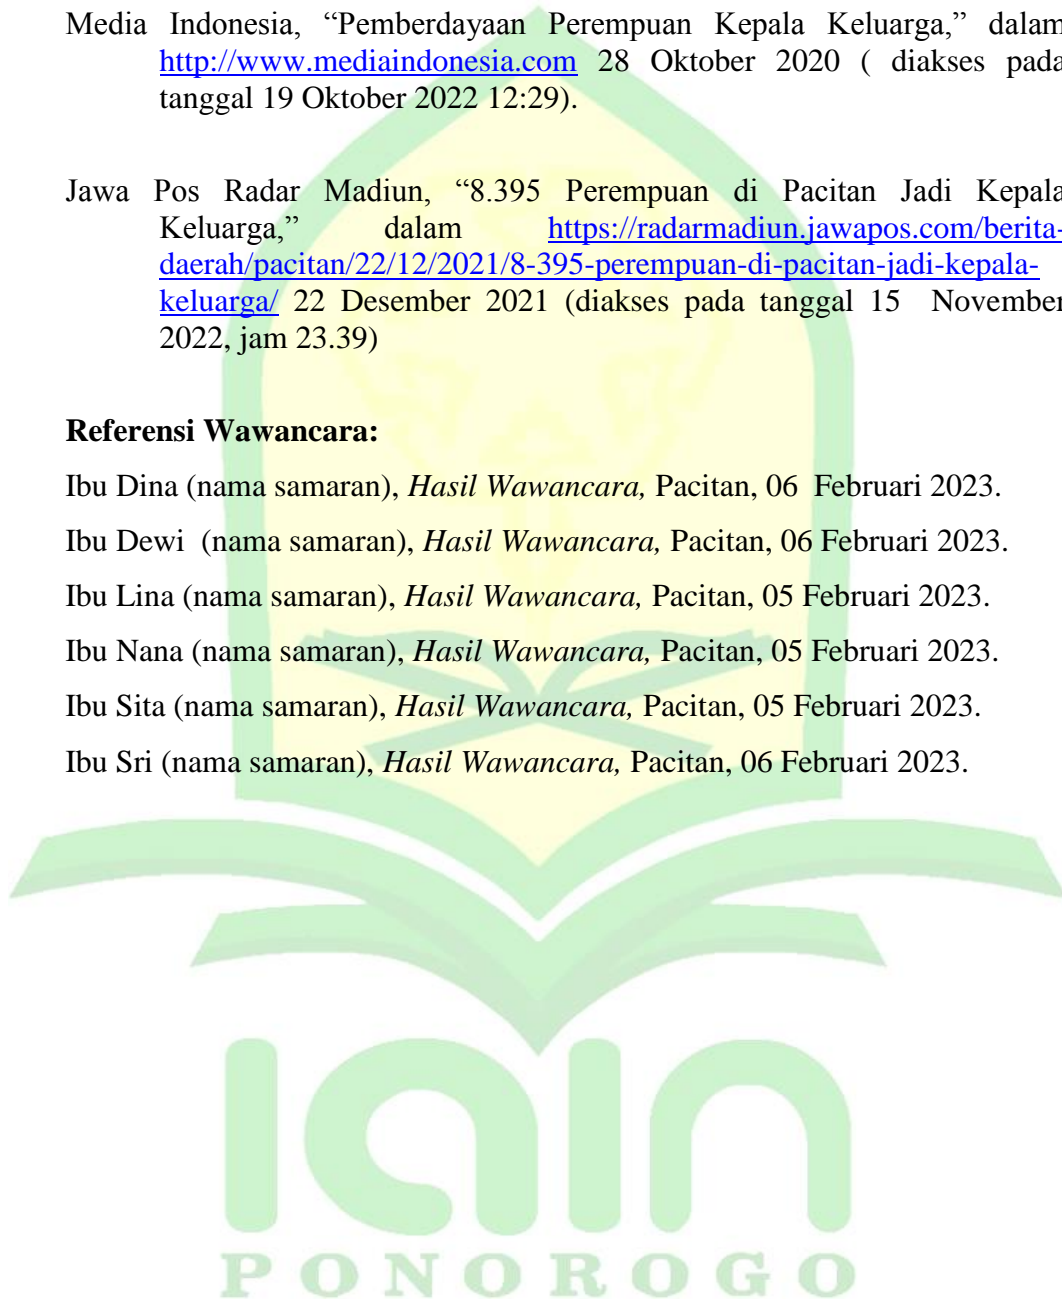 Media Indonesia, “Pemberdayaan Perempuan Kepala Keluarga,” dalam
http://www.mediaindonesia.com 28 Oktober 2020 ( diakses pada
tanggal 19 Oktober 2022 12:29).
Jawa Pos Radar Madiun, “8.395 Perempuan di Pacitan Jadi Kepala
Keluarga,” dalam https://radarmadiun.jawapos.com/berita-
daerah/pacitan/22/12/2021/8-395-perempuan-di-pacitan-jadi-kepala-
keluarga/ 22 Desember 2021 (diakses pada tanggal 15 November
2022, jam 23.39)
Referensi Wawancara:
Ibu Dina (nama samaran), Hasil Wawancara, Pacitan, 06 Februari 2023.
Ibu Dewi (nama samaran), Hasil Wawancara, Pacitan, 06 Februari 2023.
Ibu Lina (nama samaran), Hasil Wawancara, Pacitan, 05 Februari 2023.
Ibu Nana (nama samaran), Hasil Wawancara, Pacitan, 05 Februari 2023.
Ibu Sita (nama samaran), Hasil Wawancara, Pacitan, 05 Februari 2023.
Ibu Sri (nama samaran), Hasil Wawancara, Pacitan, 06 Februari 2023.
iain
PONOROGO